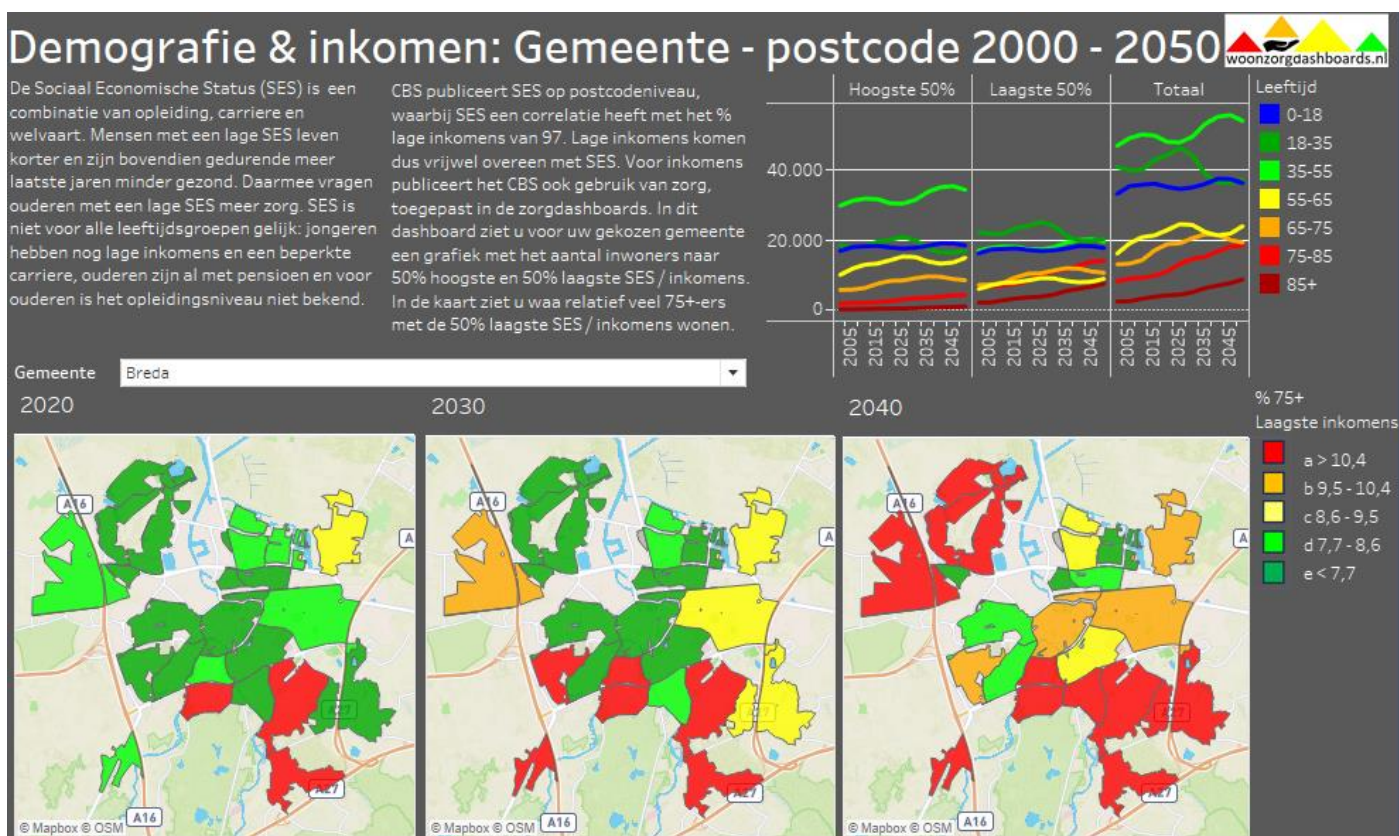 Demografie & inkomen: Gemeente - postcode 2000 - 2050
woonzorgdashboards.nl
De Sociaal Economische Status (SES) is een
combinatie van opleiding, carriere en
welvaart. Mensen met een lage SES leven
korter en zijn bovendien gedurende meer
laatste jaren minder gezond. Daarmee vragen
ouderen met een lage SES meer zorg. SES is
niet voor alle leeftijdsgroepen gelijk: jongeren
hebben nog lage inkomens en een beperkte
carriere, ouderen zijn al met pensioen en voor
ouderen is het opleidingsniveau niet bekend.
CBS publiceert SES op postcodeniveau,
waarbij SES een correlatie heeft met het %
lage inkomens van 97. Lage inkomens komen
dus vrijwel overeen met SES. Voor inkomens
publiceert het CBS ook gebruik van zorg,
toegepast in de zorgdashboards. In dit
dashboard ziet u voor uw gekozen gemeente
een grafiek met het aantal inwoners naar
50% hoogste en 50% laagste SES / inkomens.
In de kaart ziet u waa relatief veel 75+-ers
met de 50% laagste SES / inkomens wonen.
Hoogste 50% Laagste 50% Totaal
40.000
20.000
0
2005 2015 2025 2035 2045 2005 2015 2025 2035 2045 2005 2015 2025 2035 2045
Leeftijd
0-18
18-35
35-55
55-65
65-75
75-85
85+
Gemeente Breda
2020 2030 2040
A16 A16 A A16 A
A27 A27 A27
A27 A27 A27
A16 A16 A16
© Mapbox © OSM © Mapbox © OSM © Mapbox © OSM
% 75+
Laagste inkomens
a > 10,4
b 9,5 - 10,4
c 8,6 - 9,5
d 7,7 - 8,6
e < 7,7